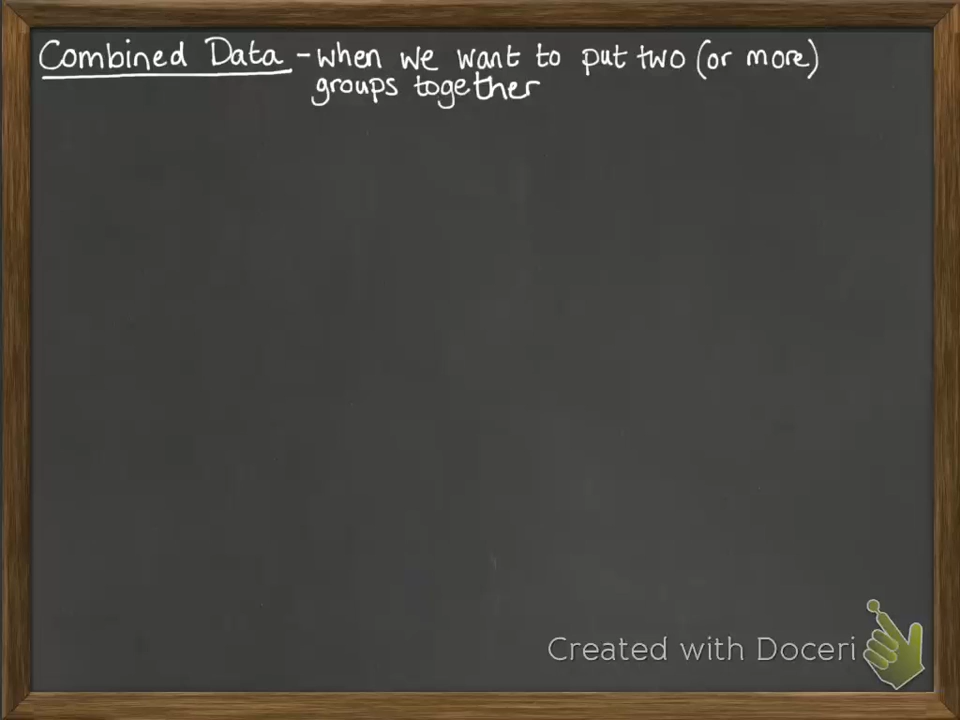 Combined Data - when we want to put two (or more)
groups together
Created with Doceri